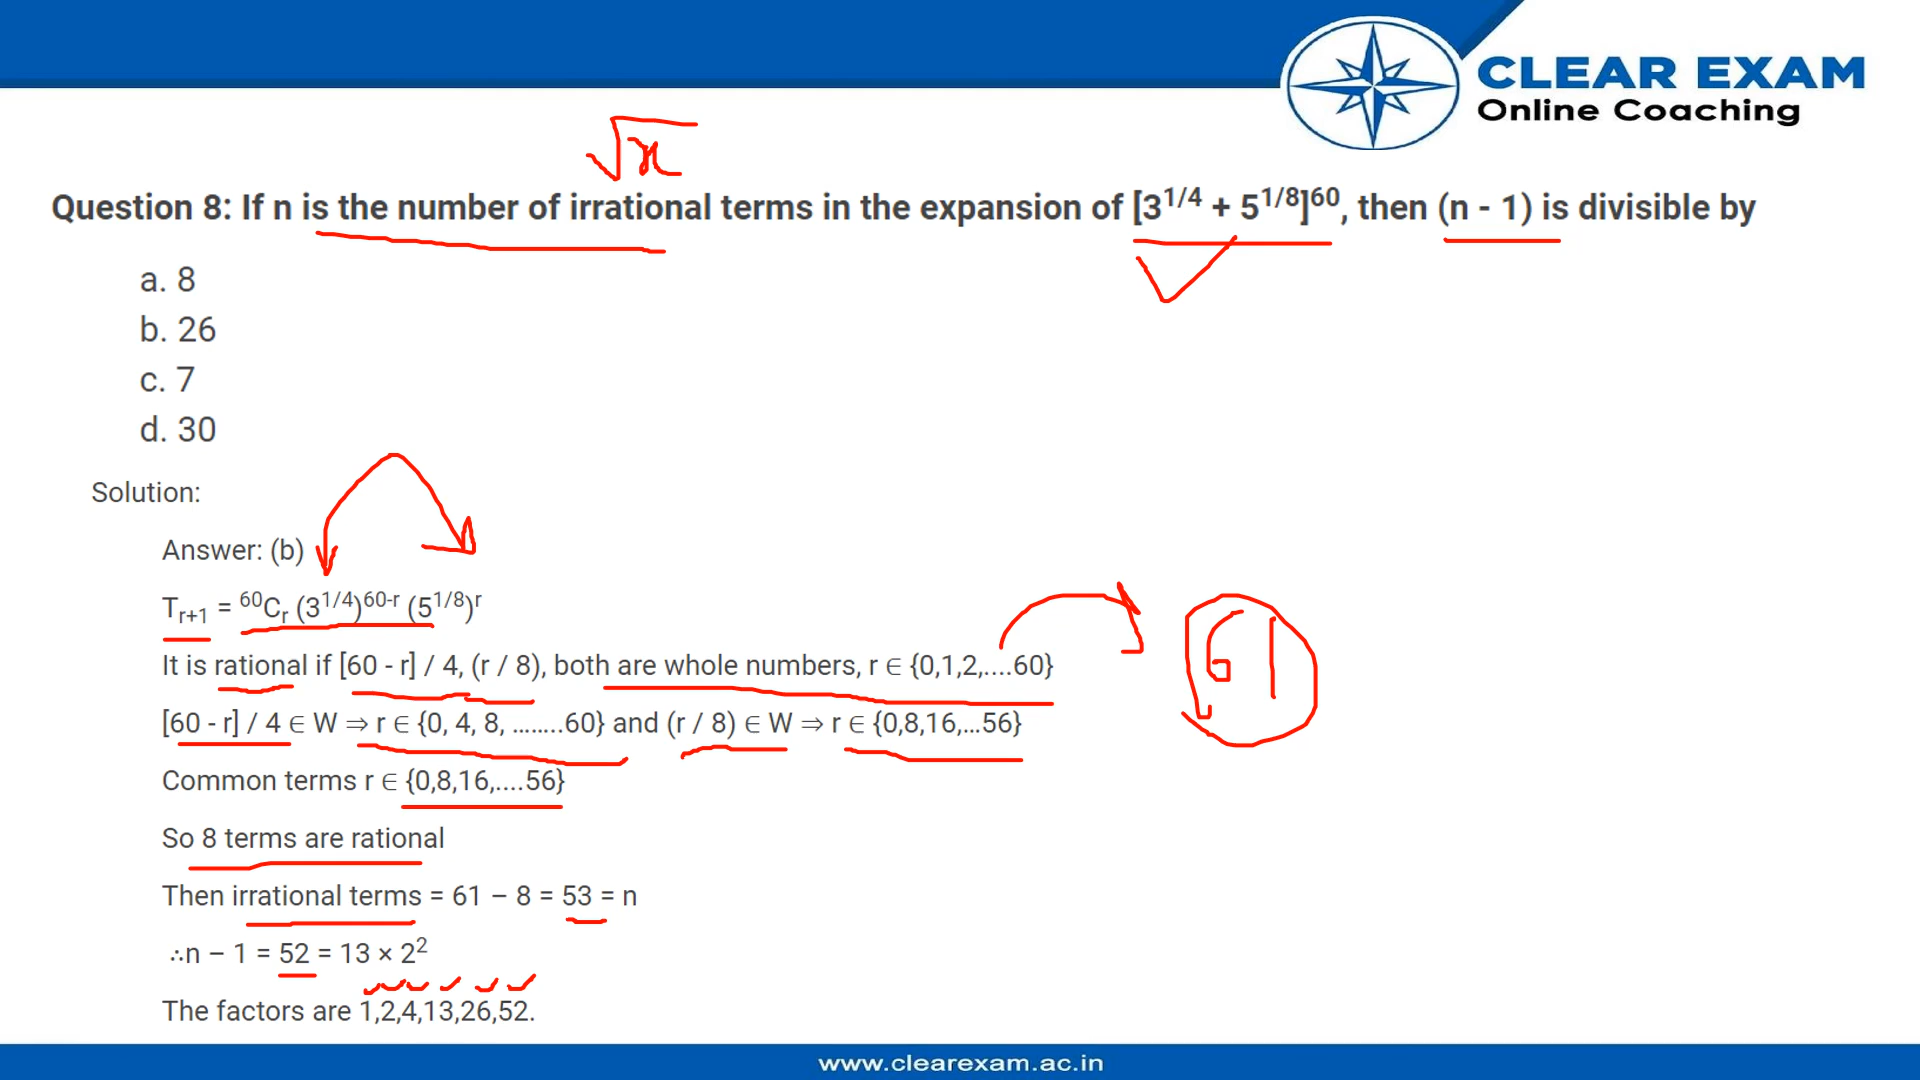 CLEAR EXAM
Online Coaching
√x
Question 8: If n is the number of irrational terms in the expansion of [3^1/4 + 5^1/8]^60, then (n - 1) is divisible by
a. 8
b. 26
c. 7
d. 30
Solution:
Answer: (b)
T_r+1 = ^60C_r (3^1/4)^60-r (5^1/8)^r
It is rational if [60 - r] / 4, (r / 8), both are whole numbers, r ∈ {0,1,2,....60}
61
[60 - r] / 4 ∈ W ⇒ r ∈ {0, 4, 8, ........60} and (r / 8) ∈ W ⇒ r ∈ {0,8,16,...56}
Common terms r ∈ {0,8,16,....56}
So 8 terms are rational
Then irrational terms = 61 − 8 = 53 = n
∴n − 1 = 52 = 13 × 2^2
The factors are 1,2,4,13,26,52.
www.clearexam.ac.in